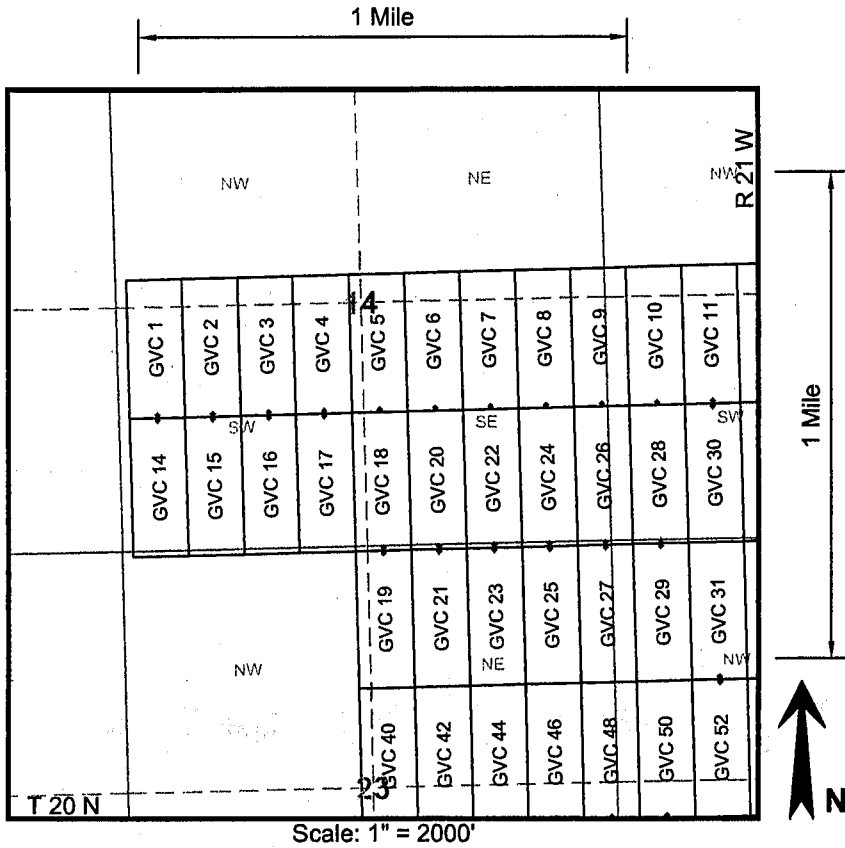 1 Mile
NW
NE
NW
R 21 W
GVC 1
GVC 2
GVC 3
GVC 4
14
GVC 5
GVC 6
GVC 7
GVC 8
GVC 9
GVC 10
GVC 11
1 Mile
SW
SE
SW
GVC 14
GVC 15
GVC 16
GVC 17
GVC 18
GVC 20
GVC 22
GVC 24
GVC 26
GVC 28
GVC 30
GVC 19
GVC 21
GVC 23
GVC 25
GVC 27
GVC 29
GVC 31
NW
NE
NW
GVC 40
GVC 42
GVC 44
GVC 46
GVC 48
GVC 50
GVC 52
23
T 20 N
N
Scale: 1" = 2000'